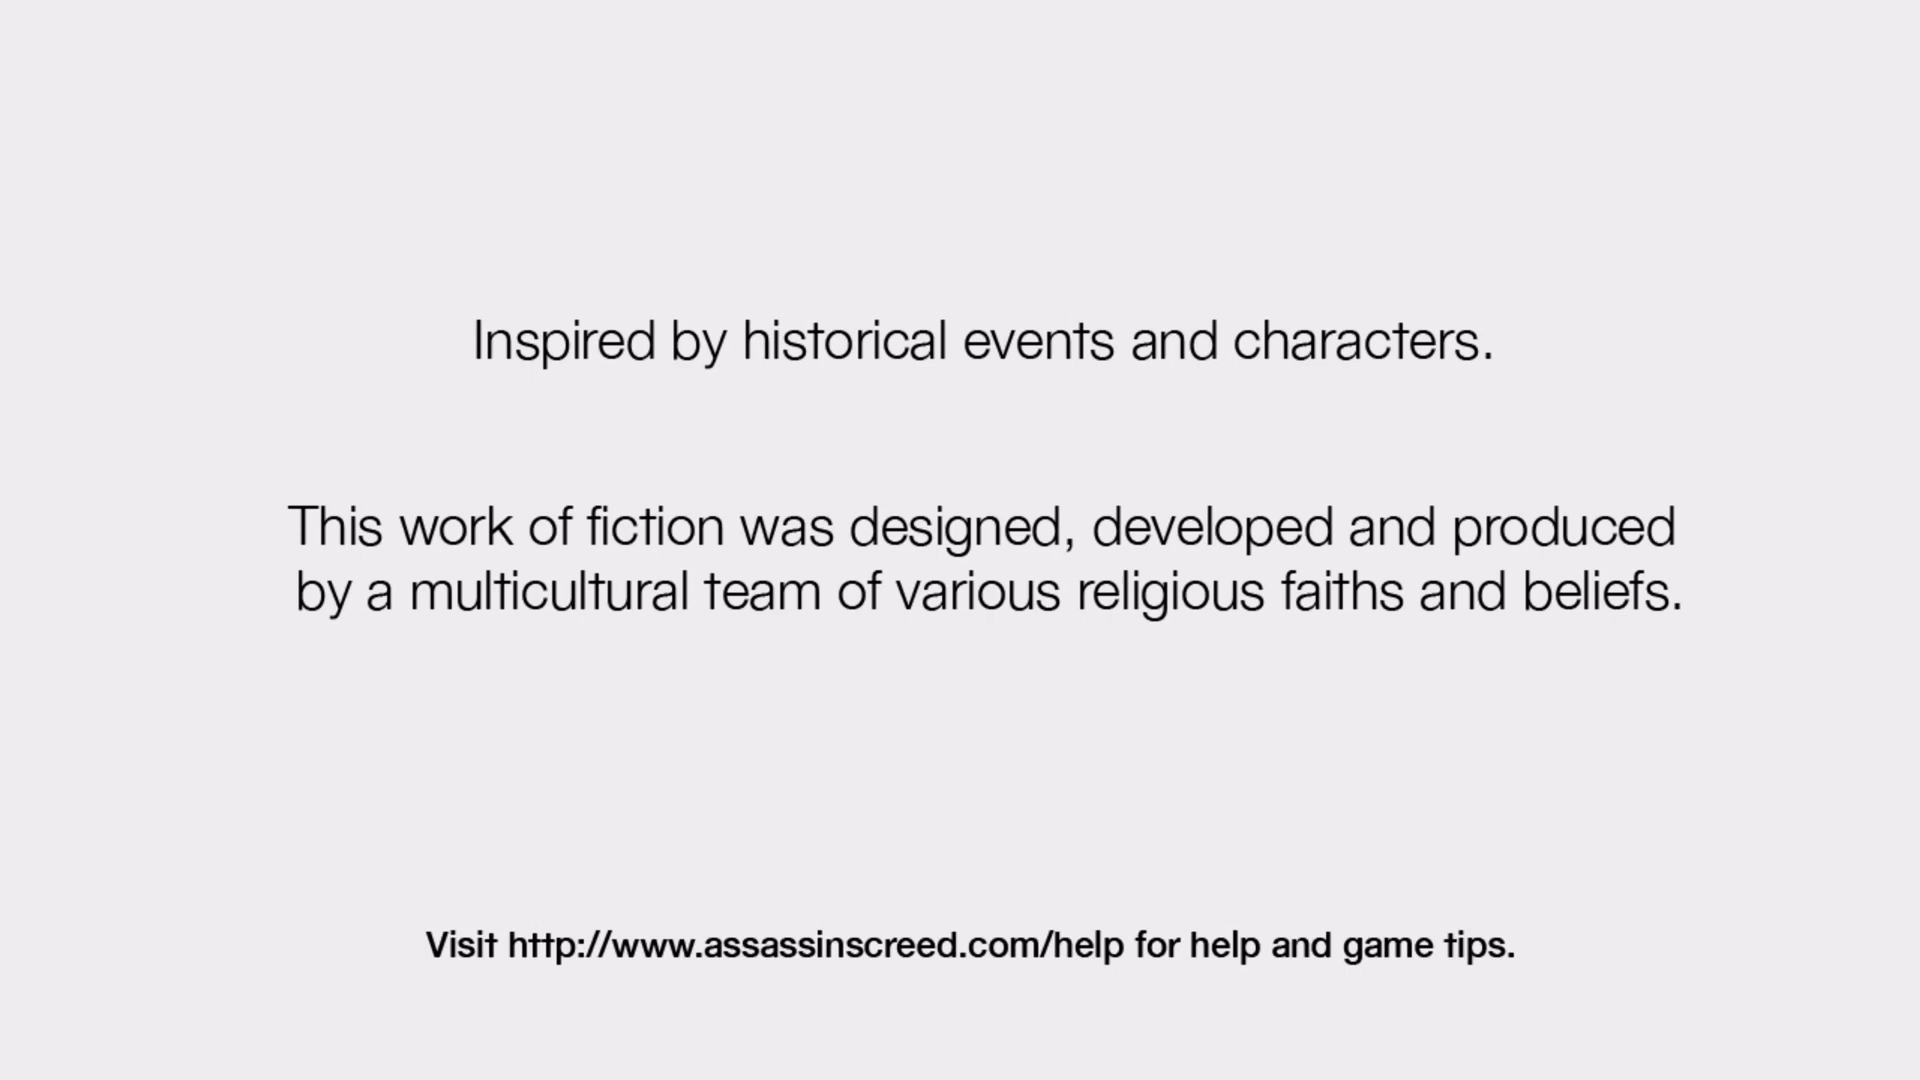 Inspired by historical events and characters.
This work of fiction was designed, developed and produced
by a multicultural team of various religious faiths and beliefs.
Visit http://www.assassinscreed.com/help for help and game tips.